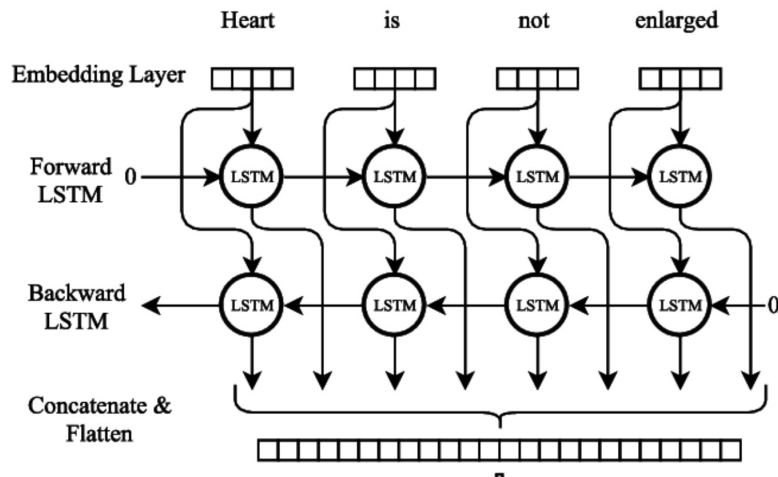 Heart is not enlarged
Embedding Layer
Forward
LSTM
0
LSTM LSTM LSTM LSTM
Backward
LSTM
LSTM LSTM LSTM LSTM
0
Concatenate &
Flatten